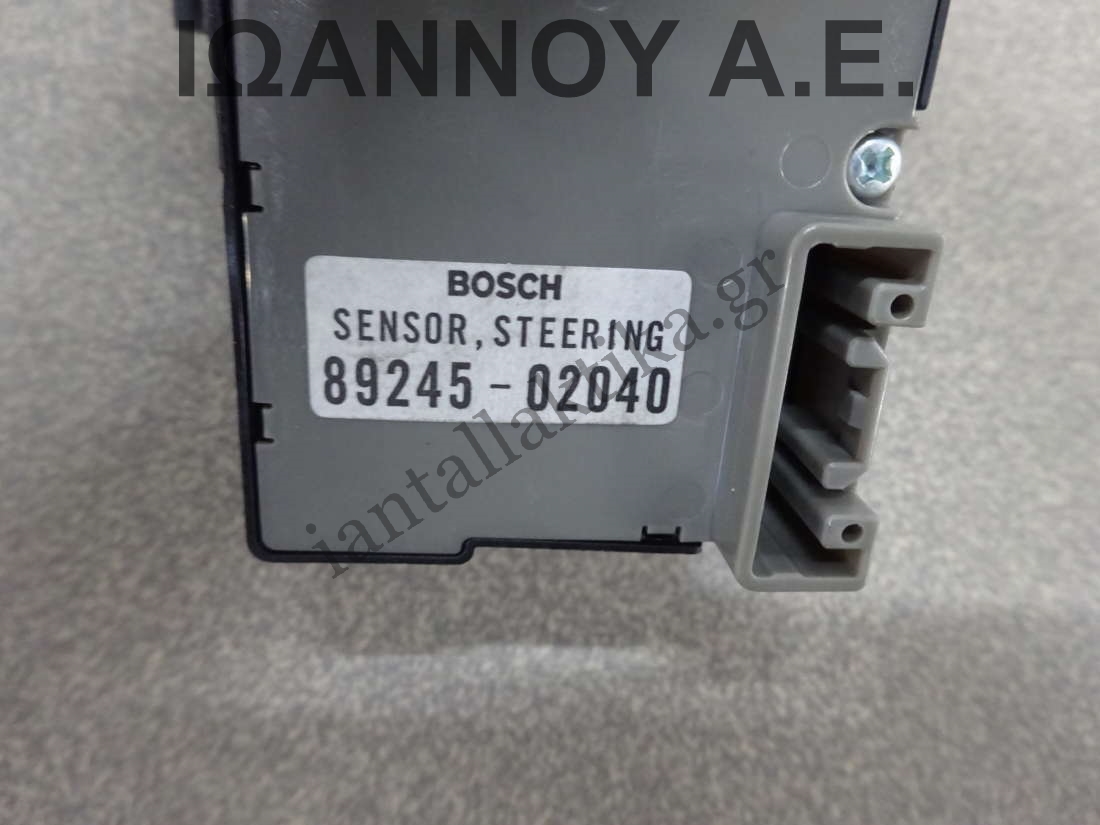 ΙΩΑΝΝΟΥ Α.Ε.
BOSCH
SENSOR, STEERING
89245-02040
iantallaktika.gr